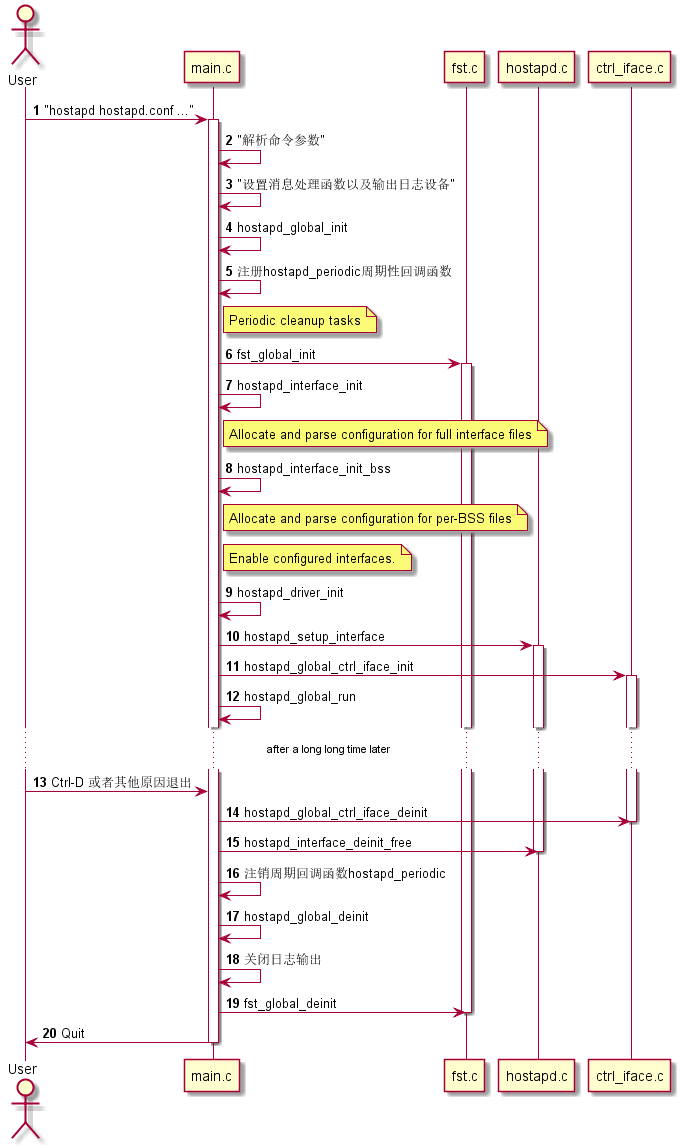 User
main.c
fst.c
hostapd.c
ctrl_iface.c
1 "hostapd hostapd.conf ..."
2 "解析命令参数"
3 "设置消息处理函数以及输出日志设备"
4 hostapd_global_init
5 注册hostapd_periodic周期性回调函数
Periodic cleanup tasks
6 fst_global_init
7 hostapd_interface_init
Allocate and parse configuration for full interface files
8 hostapd_interface_init_bss
Allocate and parse configuration for per-BSS files
Enable configured interfaces.
9 hostapd_driver_init
10 hostapd_setup_interface
11 hostapd_global_ctrl_iface_init
12 hostapd_global_run
after a long long time later
13 Ctrl-D 或者其他原因退出
14 hostapd_global_ctrl_iface_deinit
15 hostapd_interface_deinit_free
16 注销周期回调函数hostapd_periodic
17 hostapd_global_deinit
18 关闭日志输出
19 fst_global_deinit
20 Quit
User
main.c
fst.c
hostapd.c
ctrl_iface.c